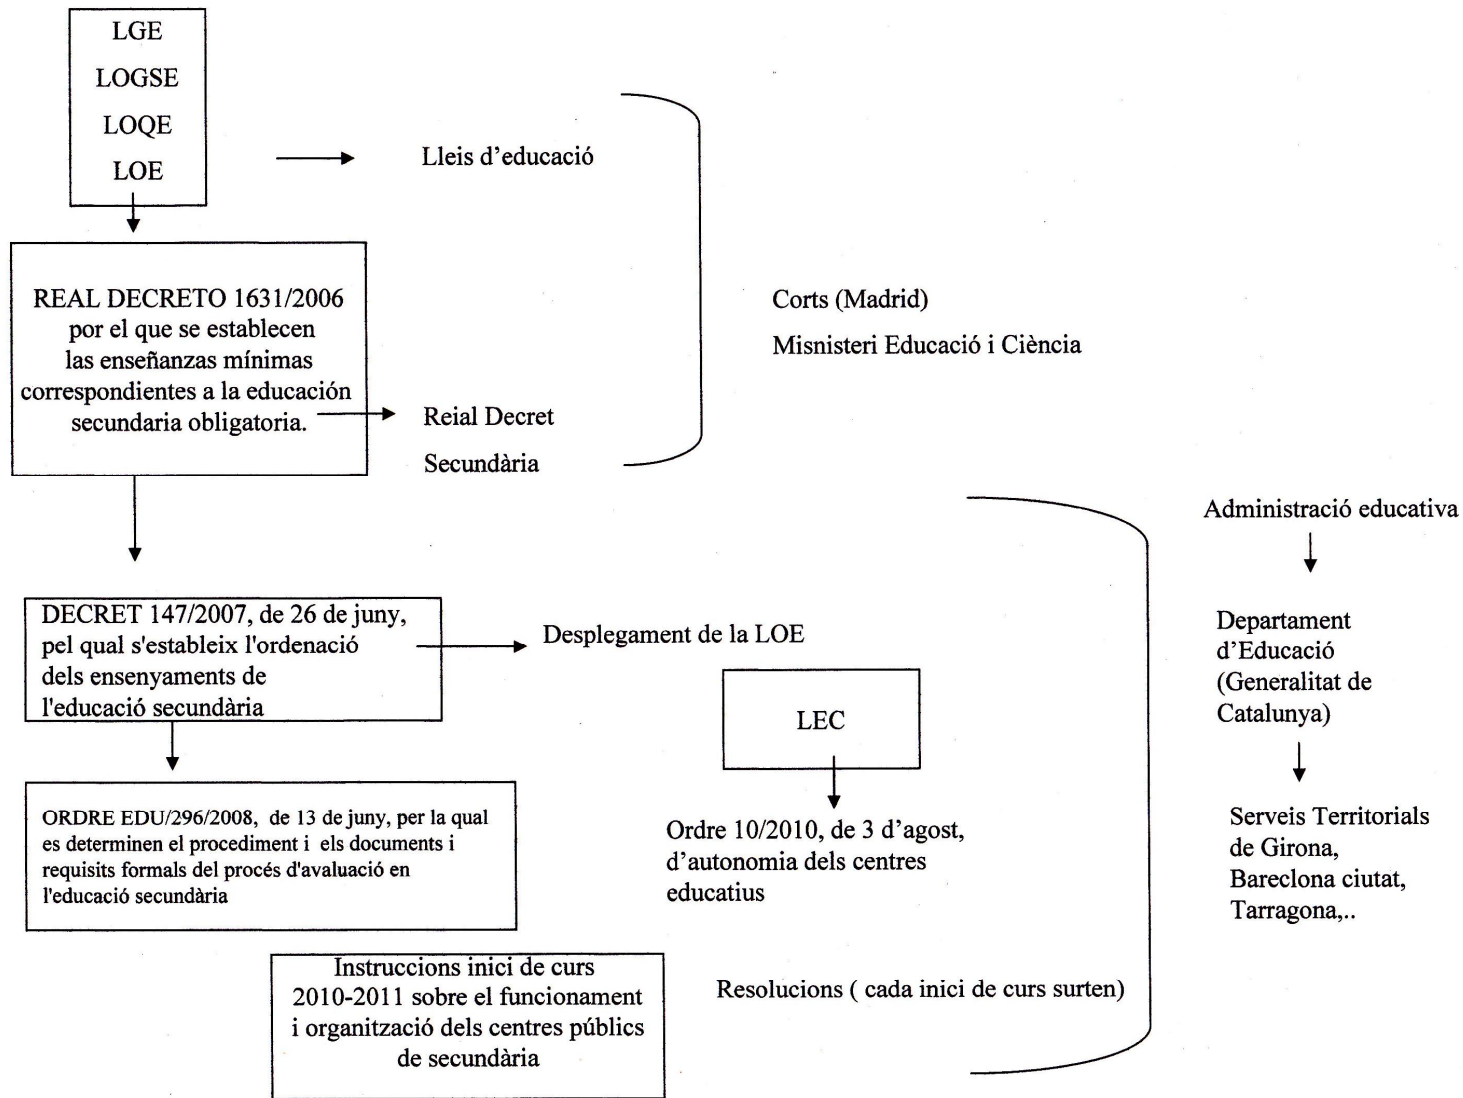 LGE
LOGSE
LOQE
LOE
Lleis d'educació
REAL DECRETO 1631/2006
por el que se establecen
las enseñanzas mínimas
correspondientes a la educación
secundaria obligatoria.
Reial Decret
Secundària
Corts (Madrid)
Misnisteri Educació i Ciència
DECRET 147/2007, de 26 de juny,
pel qual s'estableix l'ordenació
dels ensenyaments de
l'educació secundària
Desplegament de la LOE
LEC
ORDRE EDU/296/2008, de 13 de juny, per la qual
es determinen el procediment i els documents i
requisits formals del procés d'avaluació en
l'educació secundària
Ordre 10/2010, de 3 d'agost,
d'autonomia dels centres
educatius
Instruccions inici de curs
2010-2011 sobre el funcionament
i organització dels centres públics
de secundària
Resolucions ( cada inici de curs surten)
Administració educativa
Departament
d'Educació
(Generalitat de
Catalunya)
Serveis Territorials
de Girona,
Bareclona ciutat,
Tarragona,..